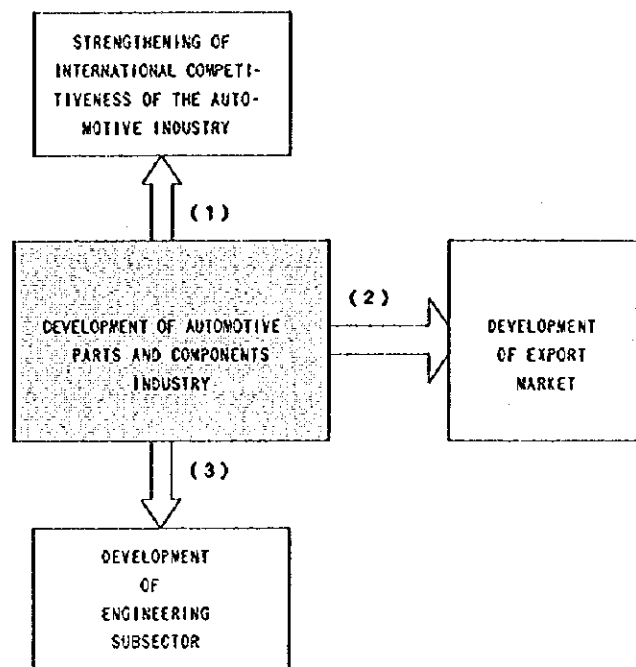 STRENGTHENING OF
INTERNATIONAL COMPETI-
TIVENESS OF THE AUTO-
MOTIVE INDUSTRY
(1)
DEVELOPMENT OF AUTOMOTIVE
PARTS AND COMPONENTS
INDUSTRY
(2)
DEVELOPMENT
OF EXPORT
MARKET
(3)
DEVELOPMENT
OF
ENGINEERING
SUBSECTOR